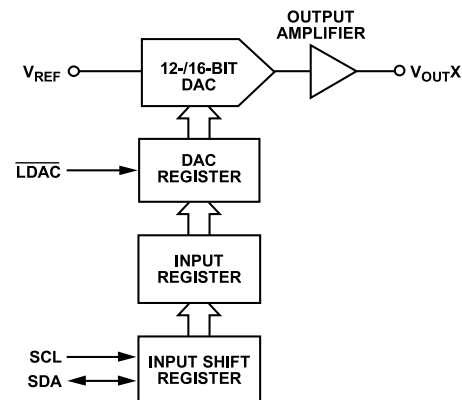 OUTPUT
AMPLIFIER
VREF
12-/16-BIT
DAC
VOUTX
LDAC
DAC
REGISTER
INPUT
REGISTER
SCL
SDA
INPUT SHIFT
REGISTER